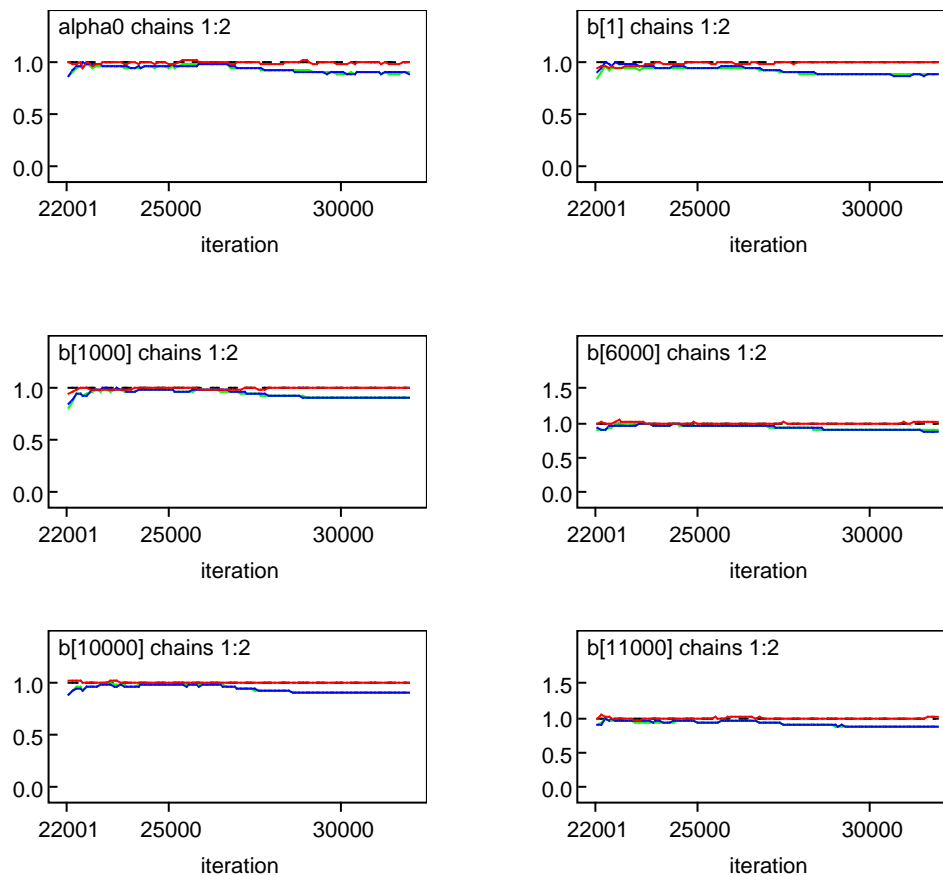 alpha0 chains 1:2
1.0
0.5
0.0
22001 25000 30000
iteration
b[1] chains 1:2
1.0
0.5
0.0
22001 25000 30000
iteration
b[1000] chains 1:2
1.0
0.5
0.0
22001 25000 30000
iteration
b[6000] chains 1:2
1.5
1.0
0.5
0.0
22001 25000 30000
iteration
b[10000] chains 1:2
1.0
0.5
0.0
22001 25000 30000
iteration
b[11000] chains 1:2
1.5
1.0
0.5
0.0
22001 25000 30000
iteration